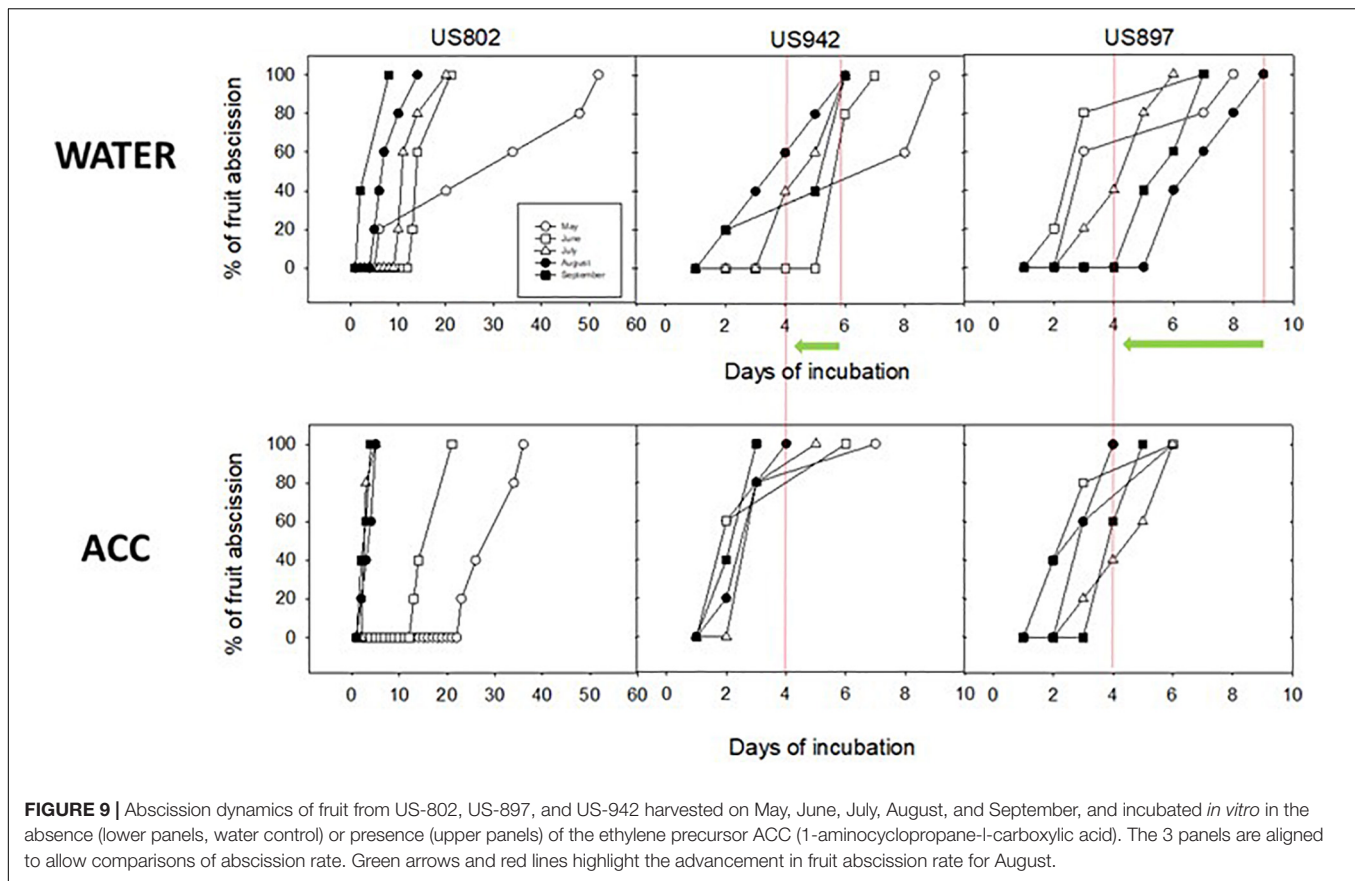 US802
US942
US897
WATER
% of fruit abscission
100
80
60
40
20
0
May
June
July
August
September
0 10 20 30 40 50 60
0 2 4 6 8 10
0 2 4 6 8 10
Days of incubation
ACC
% of fruit abscission
100
80
60
40
20
0
0 10 20 30 40 50 60
0 2 4 6 8 10
0 2 4 6 8 10
Days of incubation
FIGURE 9 | Abscission dynamics of fruit from US-802, US-897, and US-942 harvested on May, June, July, August, and September, and incubated in vitro in the
absence (lower panels, water control) or presence (upper panels) of the ethylene precursor ACC (1-aminocyclopropane-l-carboxylic acid). The 3 panels are aligned
to allow comparisons of abscission rate. Green arrows and red lines highlight the advancement in fruit abscission rate for August.